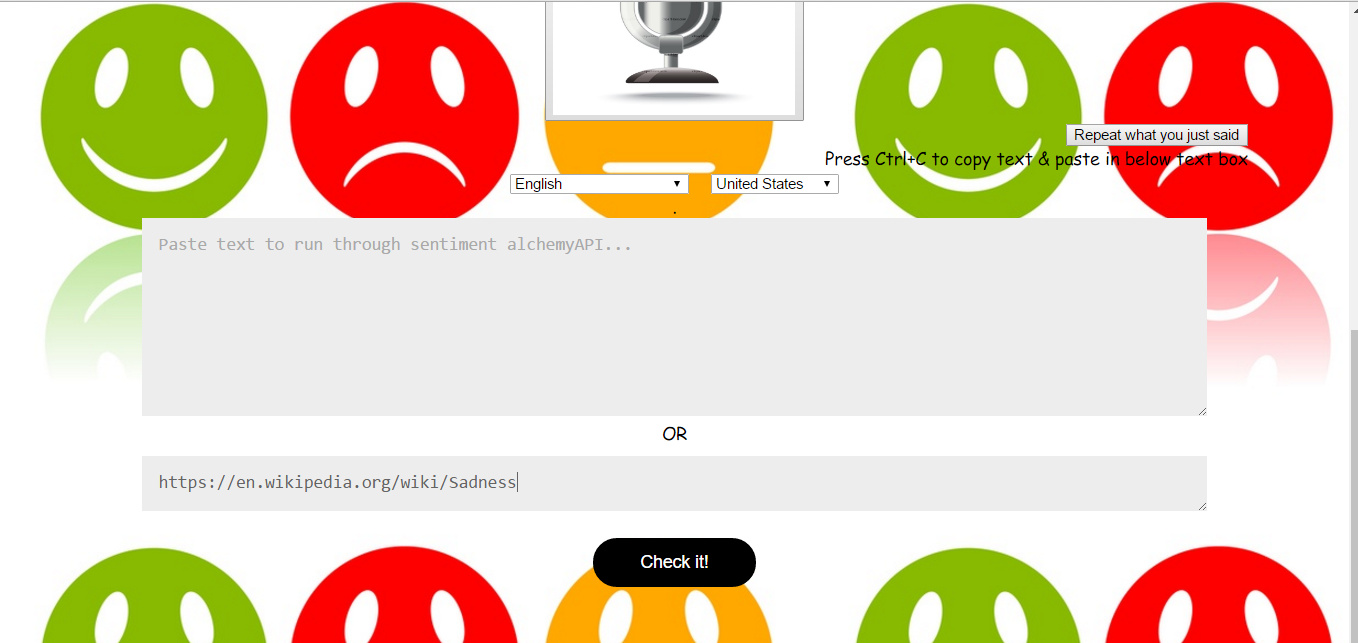 Repeat what you just said
Press Ctrl+C to copy text & paste in below text box
English United States
.
Paste text to run through sentiment alchemyAPI...
OR
https://en.wikipedia.org/wiki/Sadness
Check it!